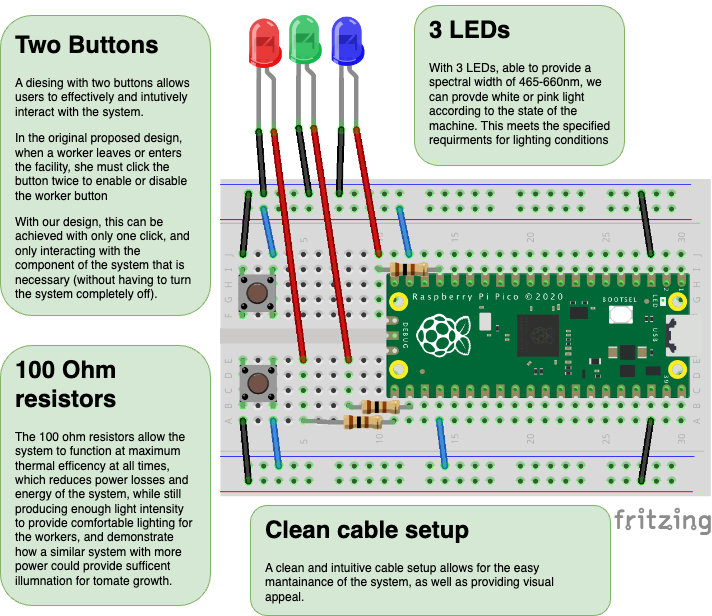 Two Buttons
A diesing with two buttons allows
users to effectively and intutively
interact with the system.
In the original proposed design,
when a worker leaves or enters
the facility, she must click the
button twice to enable or disable
the worker button
With our design, this can be
achieved with only one click, and
only interacting with the
component of the system that is
necessary (without having to turn
the system completely off).
3 LEDs
With 3 LEDs, able to provide a
spectral width of 465-660nm, we
can provde white or pink light
according to the state of the
machine. This meets the specified
requirments for lighting conditions
100 Ohm
resistors
The 100 ohm resistors allow the
system to function at maximum
thermal efficency at all times,
which reduces power losses and
energy of the system, while still
producing enough light intensity
to provide comfortable lighting for
the workers, and demonstrate
how a similar system with more
power could provide sufficent
illumnation for tomate growth.
5
15
20
25
30
J
I
H
G
F
Raspberry Pi Pico ©2020
BOOTSEL
LED
USB
DEBUG
2
1
39
E
D
C
B
A
5
10
15
20
25
30
fritzing
Clean cable setup
A clean and intuitive cable setup allows for the easy
mantainance of the system, as well as providing visual
appeal.